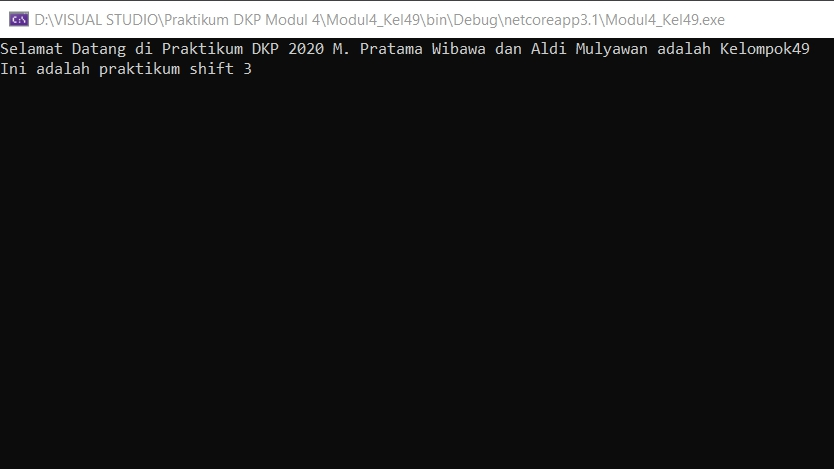 D:\VISUAL STUDIO\Praktikum DKP Modul 4\Modul4_Kel49\bin\Debug\netcoreapp3.1\Modul4_Kel49.exe
Selamat Datang di Praktikum DKP 2020 M. Pratama Wibawa dan Aldi Mulyawan adalah Kelompok49
Ini adalah praktikum shift 3